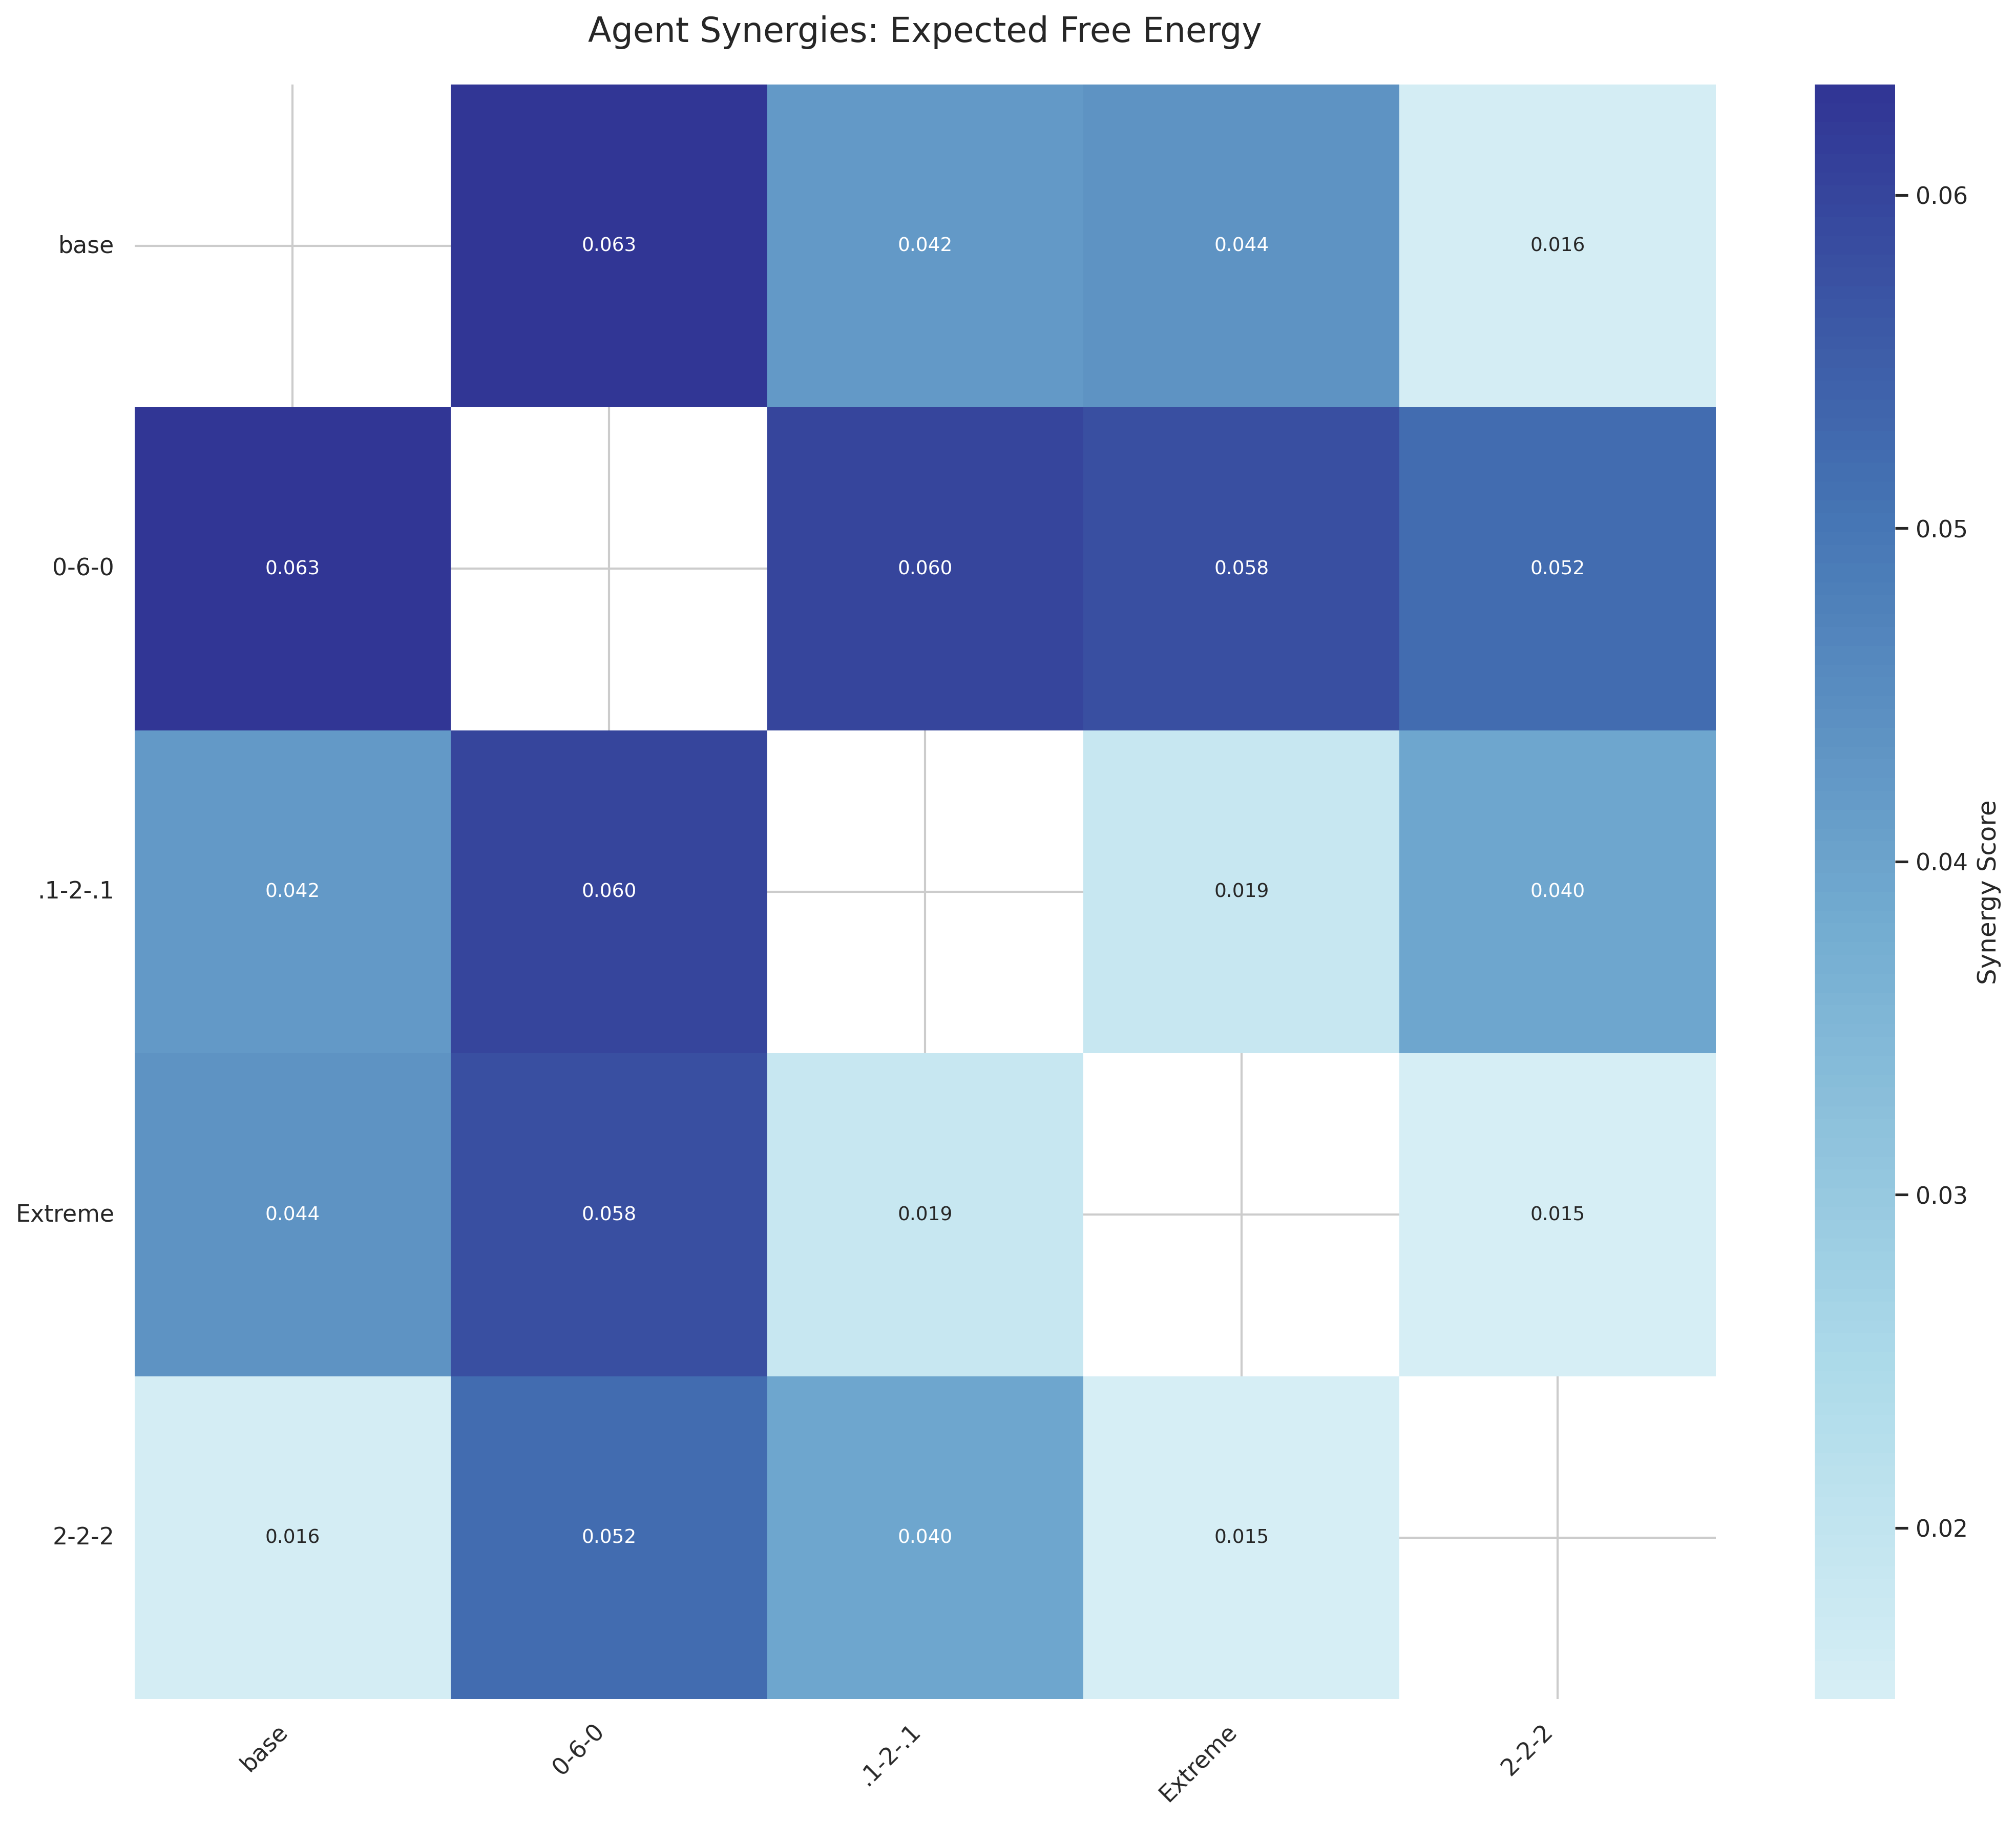 Agent Synergies: Expected Free Energy
base 0.063 0.042 0.044 0.016
0-6-0 0.063 0.060 0.058 0.052
.1-2-.1 0.042 0.060 0.019 0.040
Extreme 0.044 0.058 0.019 0.015
2-2-2 0.016 0.052 0.040 0.015
base 0-6-0 .1-2-.1 Extreme 2-2-2
0.06
0.05
0.04
0.03
0.02
Synergy Score